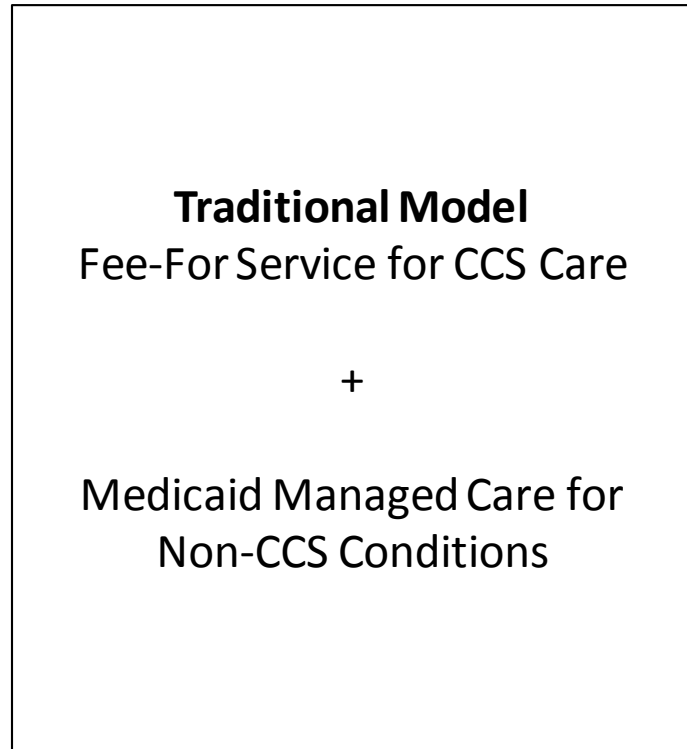 Traditional Model
Fee-For Service for CCS Care
+
Medicaid Managed Care for
Non-CCS Conditions